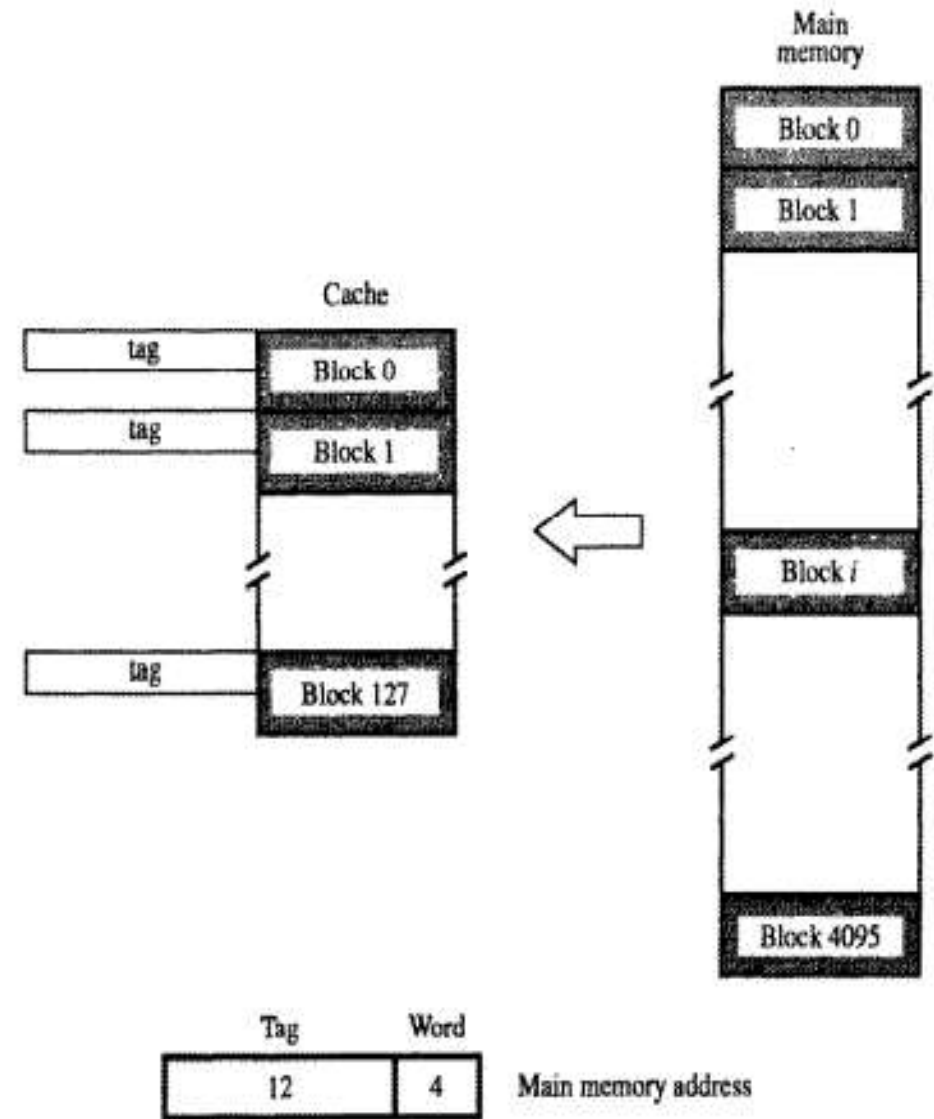 Main
memory
Block 0
Block 1
Cache
tag
Block 0
tag
Block 1
Block i
tag
Block 127
Block 4095
Tag Word
12 4 Main memory address